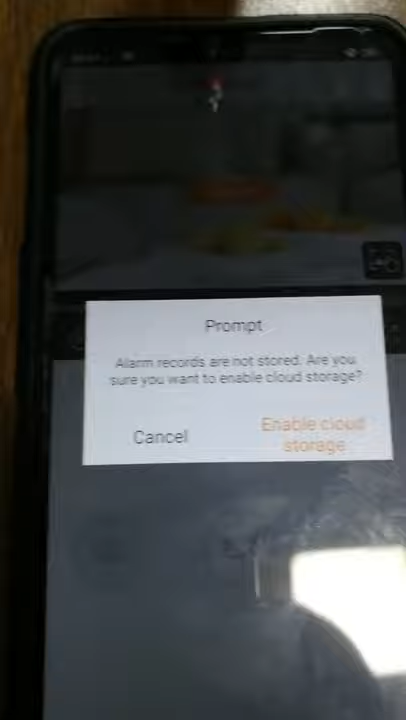 Prompt
Alarm records are not stored. Are you
sure you want to enable cloud storage?
Cancel
Enable cloud
storage